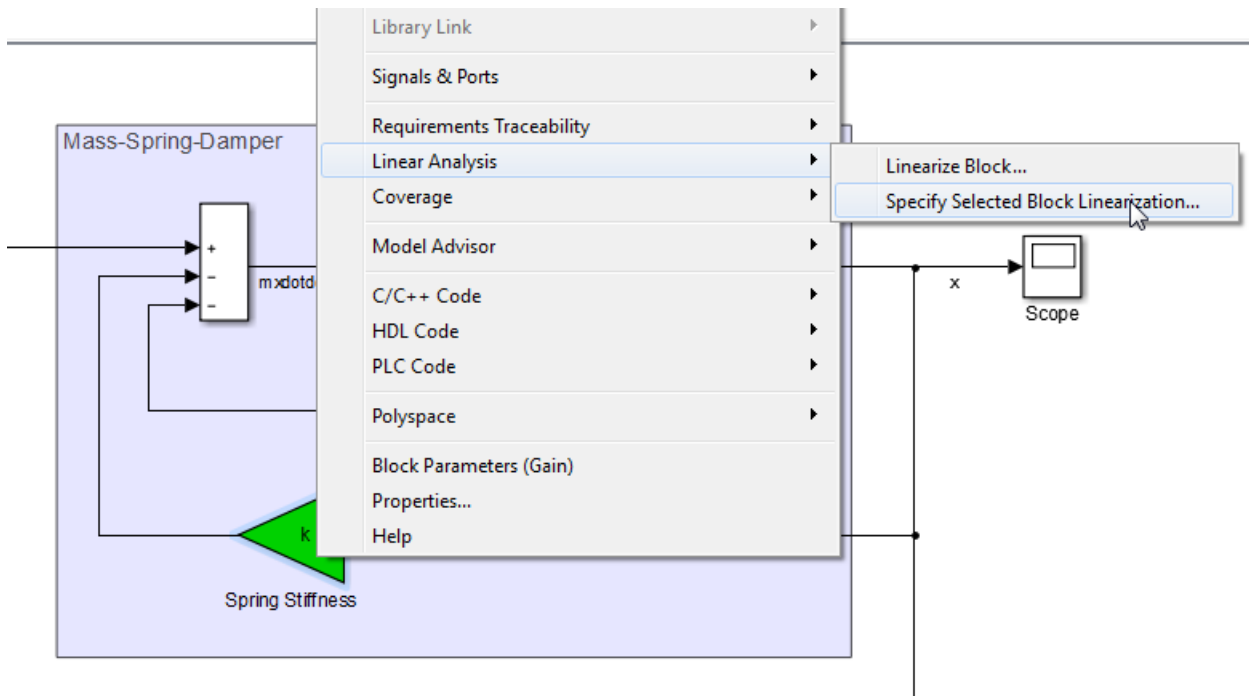 Library Link
Signals & Ports
Requirements Traceability
Linear Analysis
Coverage
Model Advisor
C/C++ Code
HDL Code
PLC Code
Polyspace
Block Parameters (Gain)
Properties...
Help
Linearize Block...
Specify Selected Block Linearization...
Mass-Spring-Damper
+
−
−
mxdotd
x
Scope
k
Spring Stiffness